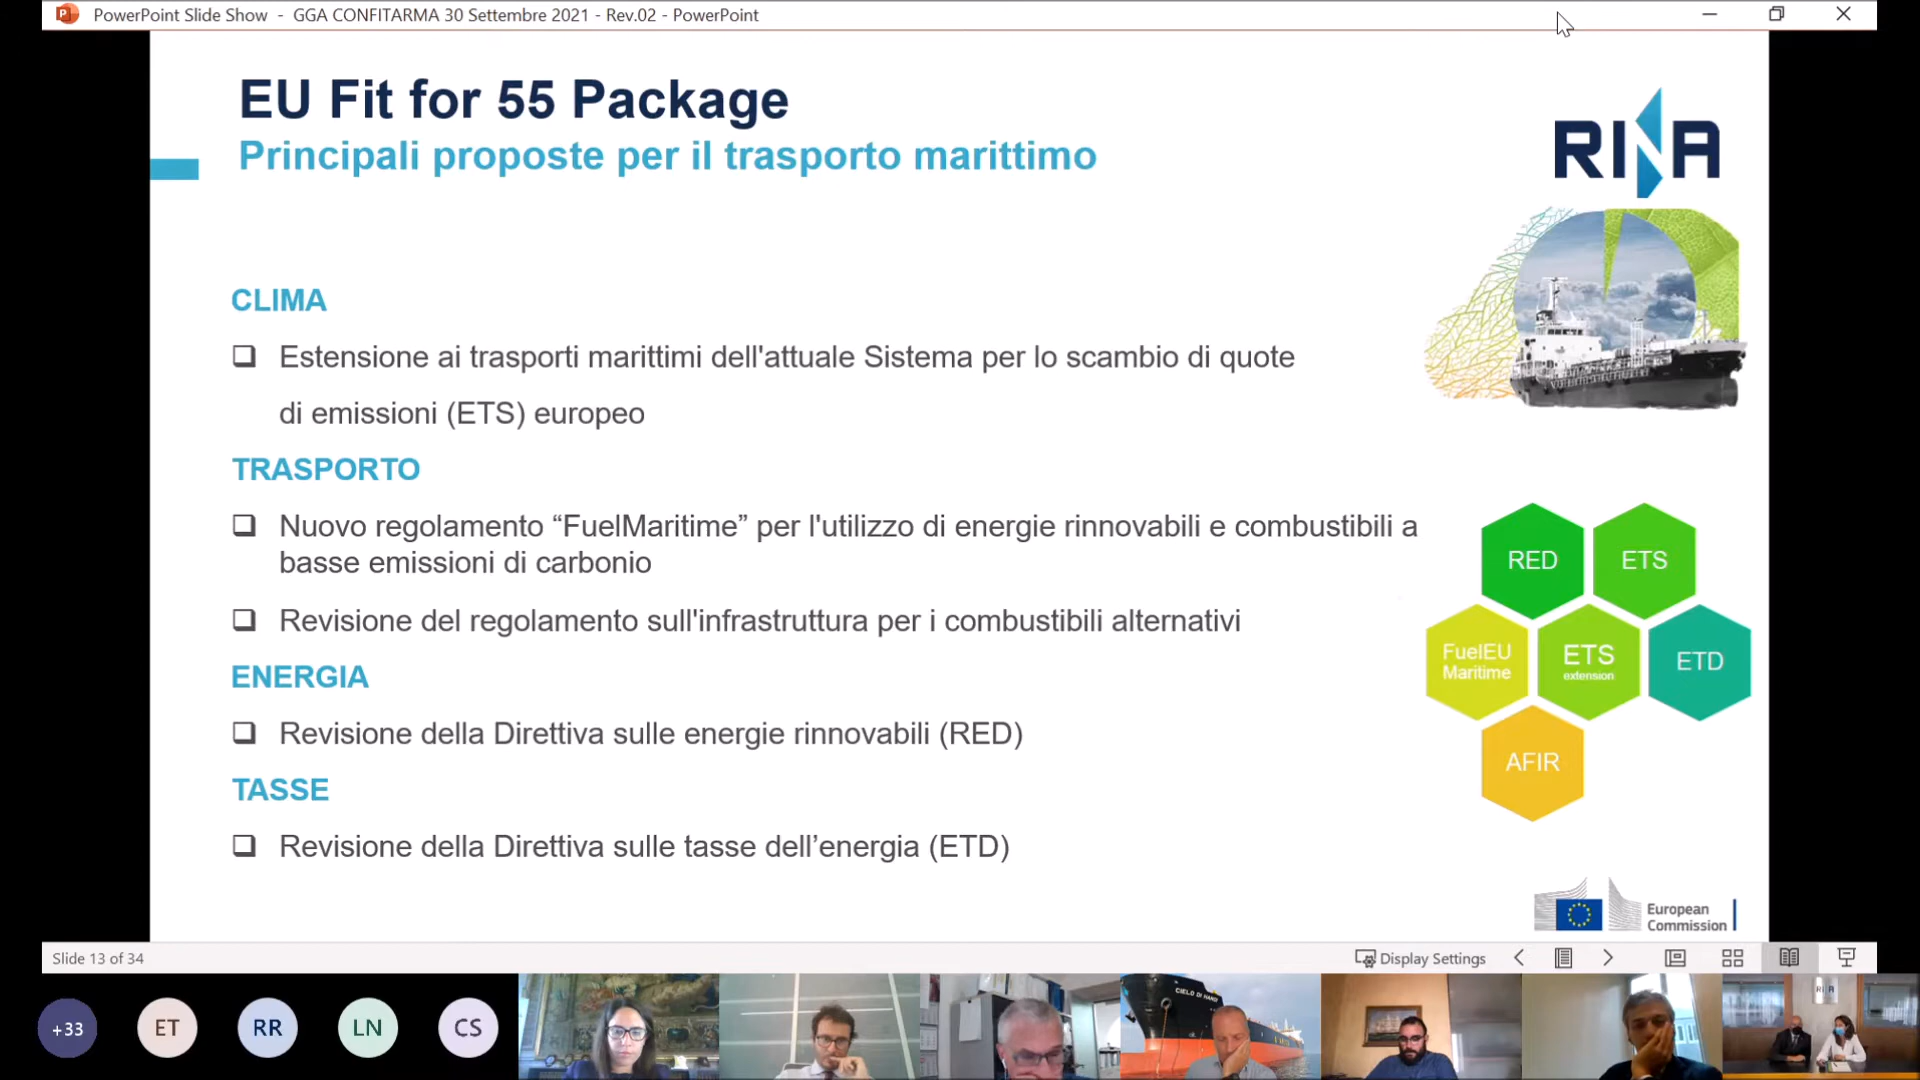 PowerPoint Slide Show - GGA CONFITARMA 30 Settembre 2021 - Rev.02 - PowerPoint
EU Fit for 55 Package
Principali proposte per il trasporto marittimo
RINA
CLIMA
Estensione ai trasporti marittimi dell'attuale Sistema per lo scambio di quote
di emissioni (ETS) europeo
TRASPORTO
Nuovo regolamento “FuelMaritime” per l'utilizzo di energie rinnovabili e combustibili a
basse emissioni di carbonio
Revisione del regolamento sull'infrastruttura per i combustibili alternativi
ENERGIA
Revisione della Direttiva sulle energie rinnovabili (RED)
TASSE
Revisione della Direttiva sulle tasse dell’energia (ETD)
RED
ETS
FuelEU
Maritime
ETS
extension
ETD
AFIR
European
Commission
Slide 13 of 34
Display Settings
+33
ET
RR
LN
CS
CIELO DI HANOI
RINA